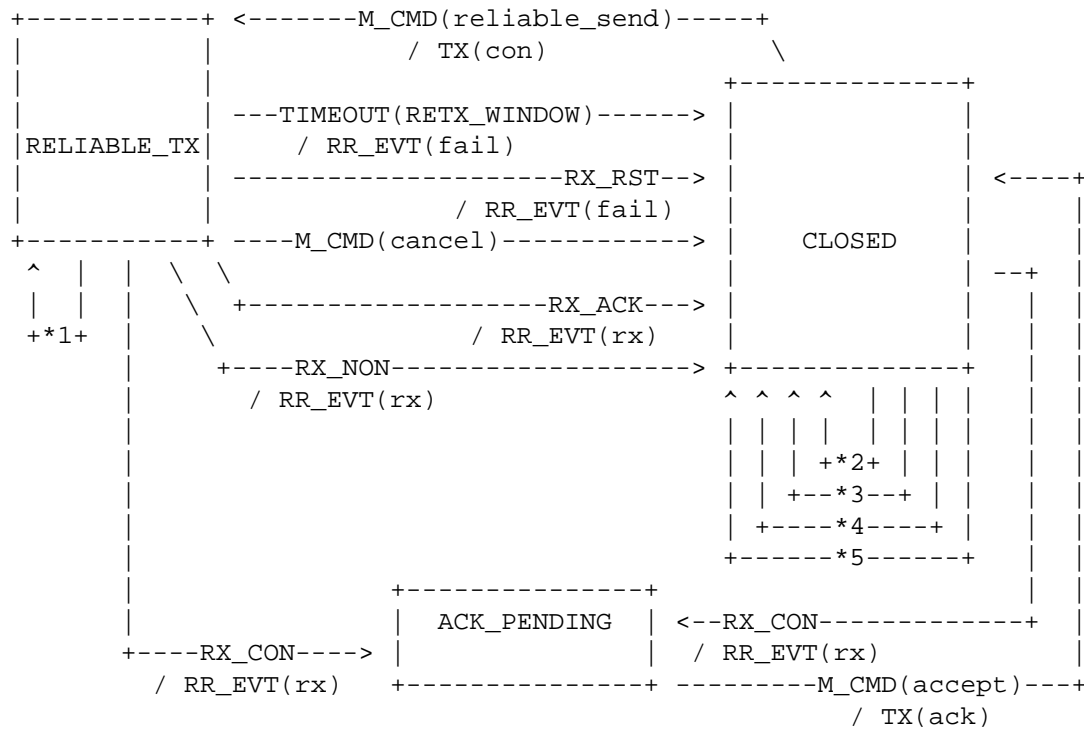 <-------M_CMD(reliable_send)-----+
/ TX(con)
---TIMEOUT(RETX_WINDOW)------>
RELIABLE_TX / RR_EVT(fail)
---------------------RX_RST--> <----+
/ RR_EVT(fail)
----M_CMD(cancel)-------------> CLOSED
+-------------------RX_ACK--->
+*1+ / RR_EVT(rx)
+----RX_NON------------------->
/ RR_EVT(rx)
+*2+
+--*3--+
+----*4----+
+------*5------+
ACK_PENDING <--RX_CON-------------+
+----RX_CON----> / RR_EVT(rx)
/ RR_EVT(rx) ---------M_CMD(accept)---+
/ TX(ack)